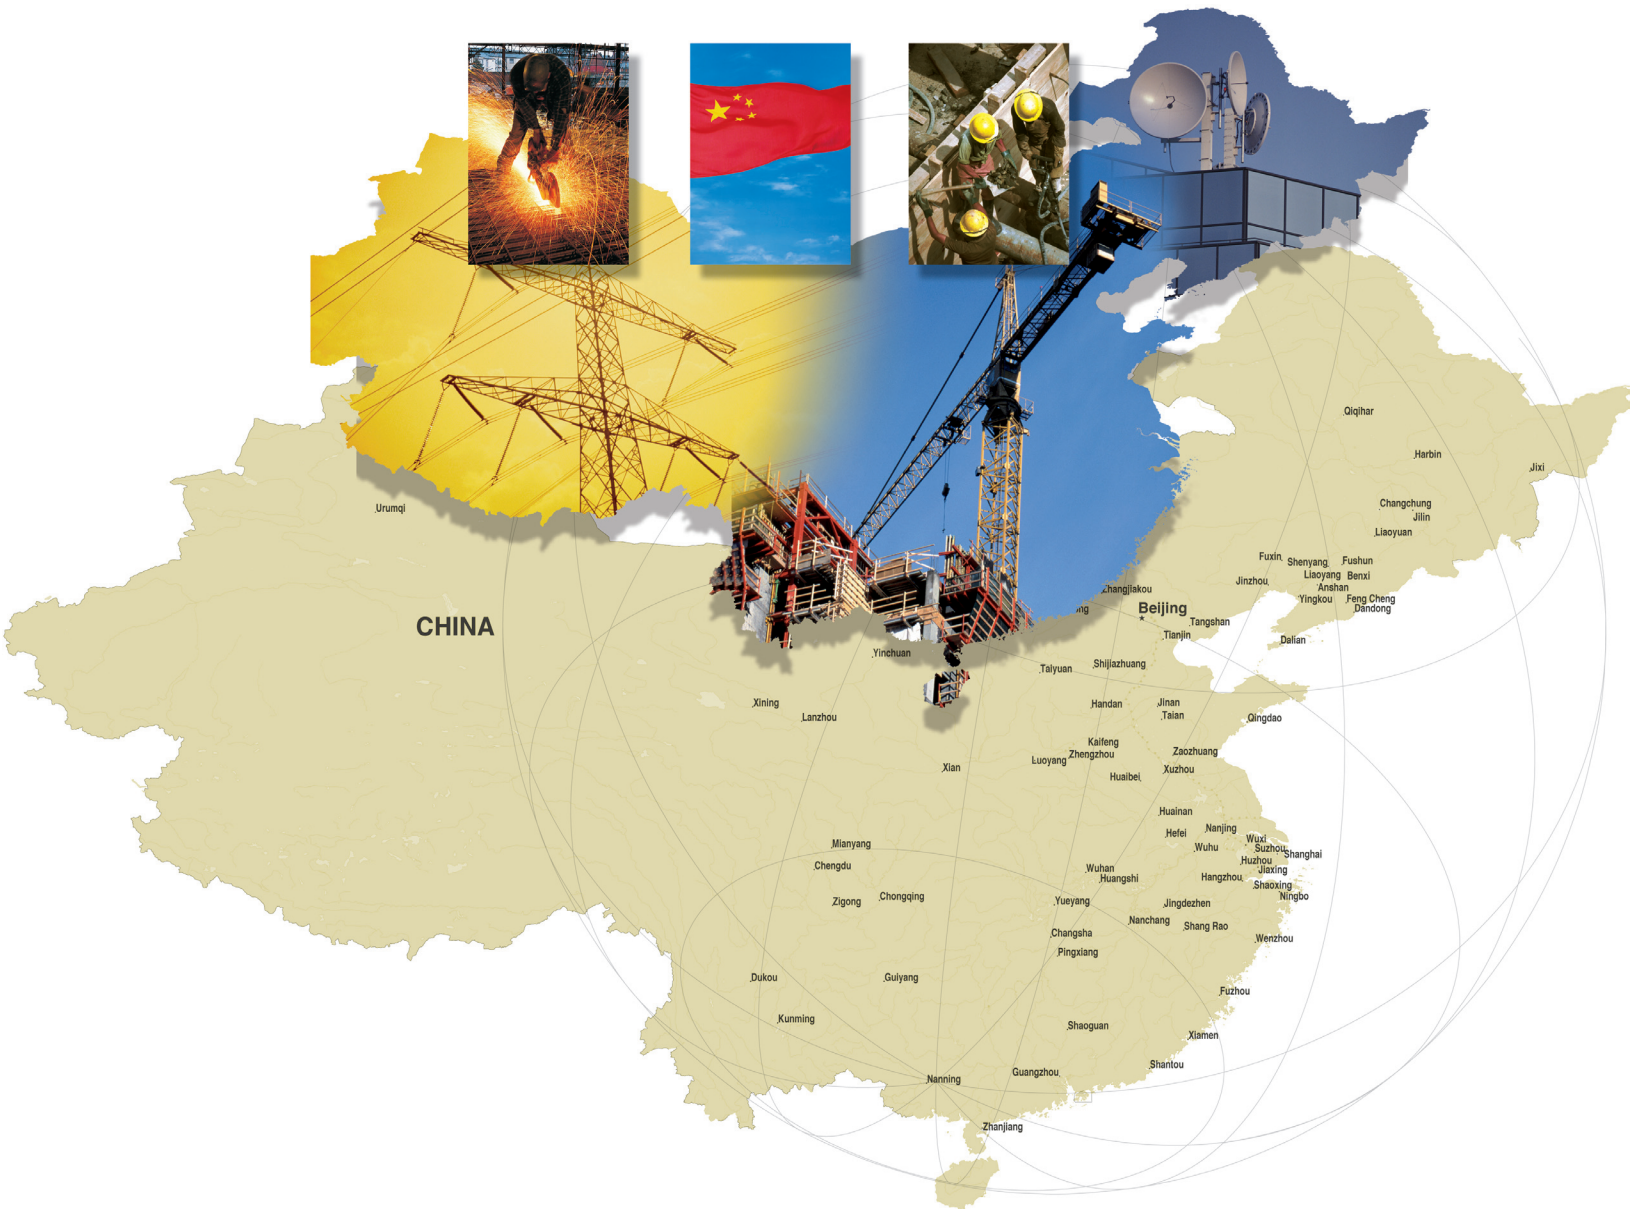 Qiqihar
Harbin
Jixi
Changchung
Urumqi
Jilin
Liaoyuan
Fuxin
Shenyang
Fushun
Liaoyang
Benxi
Jinzhou
Anshan
Changjiakou
Yingkou
Feng Cheng
Beijing
Dandong
ng
Tangshan
CHINA
Tianjin
Dalian
Yinchuan
Shijiazhuang
Taiyuan
Xining
Handan
Jinan
Lanzhou
Taian
Qingdao
Kaifeng
Zhengzhou
Zaozhuang
Luoyang
Xian
Xuzhou
Huaibei
Huainan
Nanjing
Hefei
Wuxi
Mianyang
Wuhu
Suzhou
Shanghai
Huzhou
Chengdu
Wuhan
Jiaxing
Huangshi
Hangzhou
Shaoxing
Chongqing
Ningbo
Zigong
Yueyang
Jingdezhen
Nanchang
Shang Rao
Changsha
Wenzhou
Pingxiang
Dukou
Guiyang
Fuzhou
Kunming
Shaoguan
Xiamen
Shantou
Guangzhou
Nanning
Zhanjiang